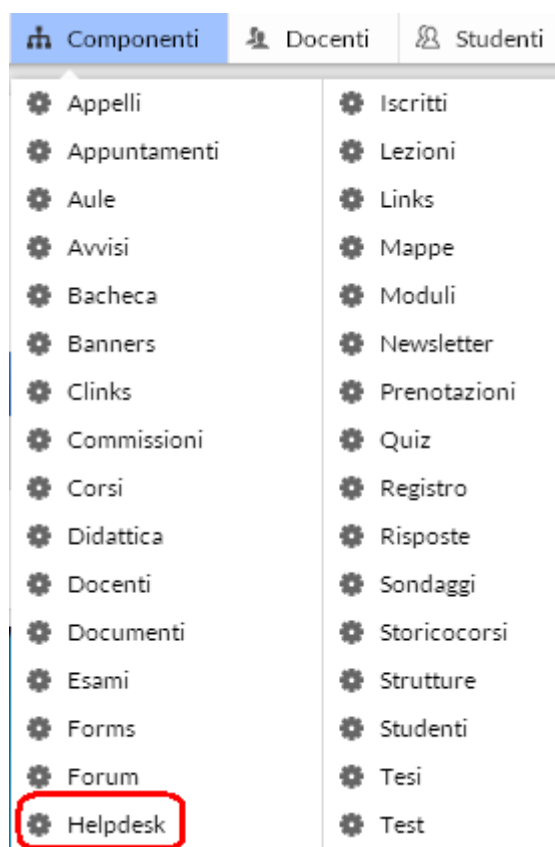 Componenti Docenti Studenti
Appelli
Appuntamenti
Aule
Avvisi
Bacheca
Banners
Clinks
Commissioni
Corsi
Didattica
Docenti
Documenti
Esami
Forms
Forum
Helpdesk
Iscritti
Lezioni
Links
Mappe
Moduli
Newsletter
Prenotazioni
Quiz
Registro
Risposte
Sondaggi
Storicocorsi
Strutture
Studenti
Tesi
Test